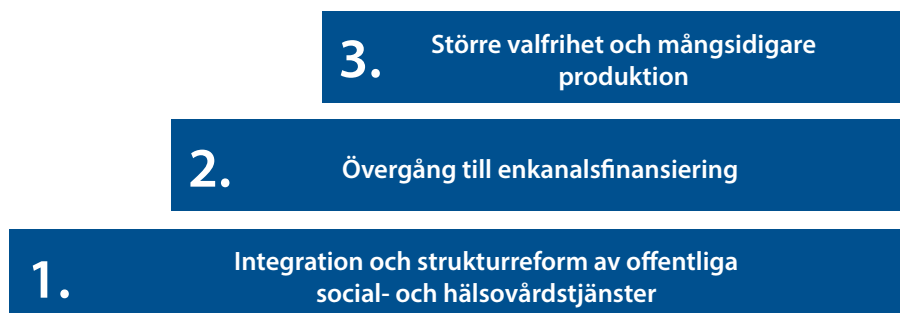 3.
Större valfrihet och mångsidigare
produktion
2.
Övergång till enkanalsfinansiering
1.
Integration och strukturreform av offentliga
social- och hälsovårdstjänster